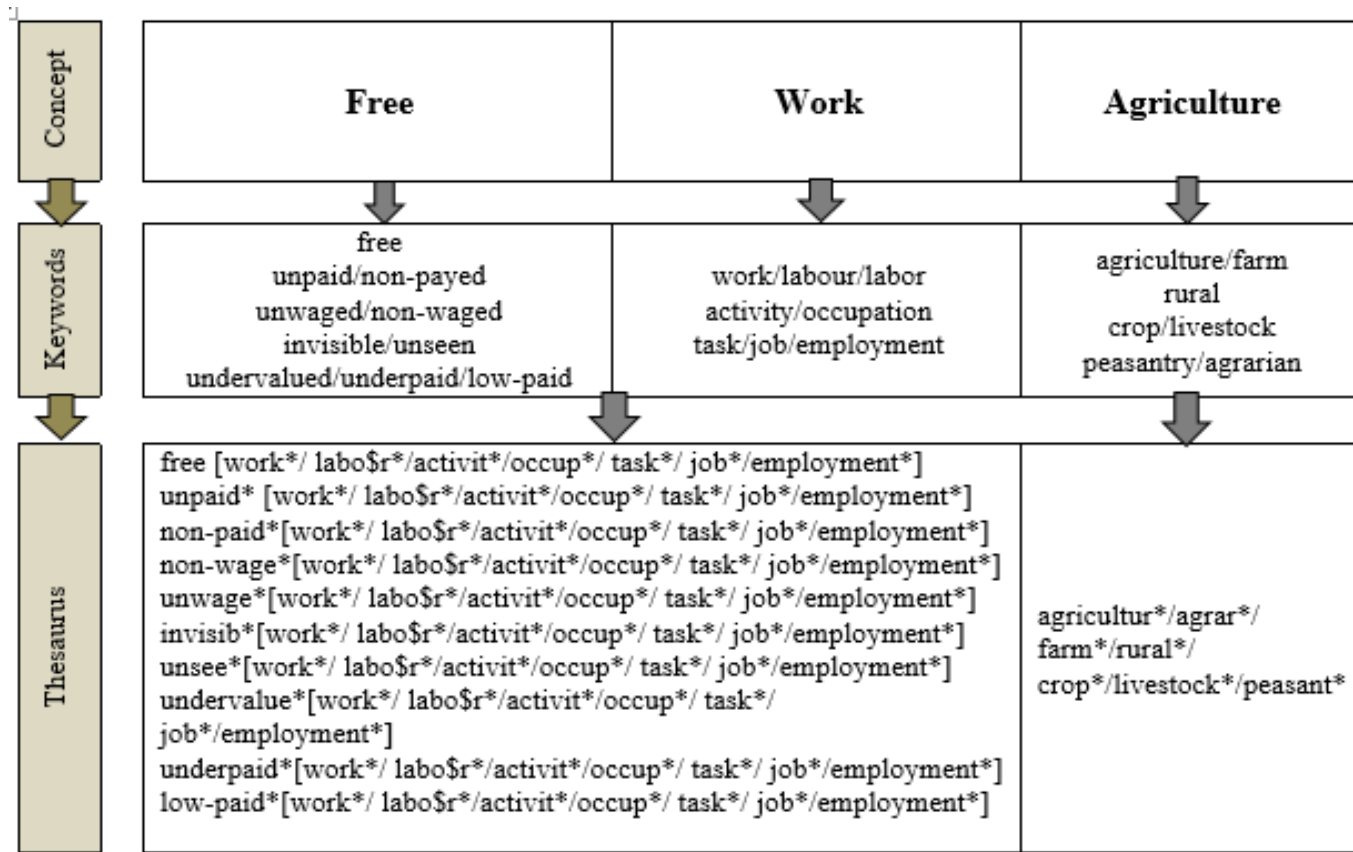 Concept
Free
Work
Agriculture
Keywords
free
unpaid/non-payed
unwaged/non-waged
invisible/unseen
undervalued/underpaid/low-paid
work/labour/labor
activity/occupation
task/job/employment
agriculture/farm
rural
crop/livestock
peasantry/agrarian
Thesaurus
free [work*/ labo$r*/activit*/occup*/ task*/ job*/employment*]
unpaid* [work*/ labo$r*/activit*/occup*/ task*/ job*/employment*]
non-paid*[work*/ labo$r*/activit*/occup*/ task*/ job*/employment*]
non-wage*[work*/ labo$r*/activit*/occup*/ task*/ job*/employment*]
unwage*[work*/ labo$r*/activit*/occup*/ task*/ job*/employment*]
invisib*[work*/ labo$r*/activit*/occup*/ task*/ job*/employment*]
unsee*[work*/ labo$r*/activit*/occup*/ task*/ job*/employment*]
undervalue*[work*/ labo$r*/activit*/occup*/ task*/
job*/employment*]
underpaid*[work*/ labo$r*/activit*/occup*/ task*/ job*/employment*]
low-paid*[work*/ labo$r*/activit*/occup*/ task*/ job*/employment*]
agricultur*/agrar*/
farm*/rural*/
crop*/livestock*/peasant*